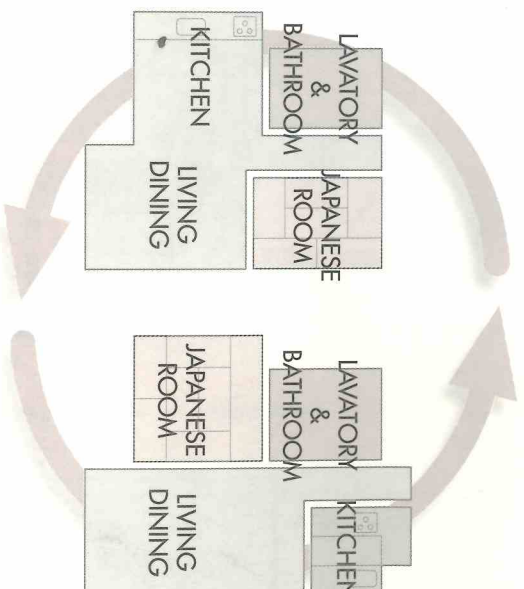 LAVATORY
&
BATHROOM
KITCHEN
LIVING
DINING
JAPANESE
ROOM
LAVATORY
&
BATHROOM
JAPANESE
ROOM
KITCHEN
LIVING
DINING